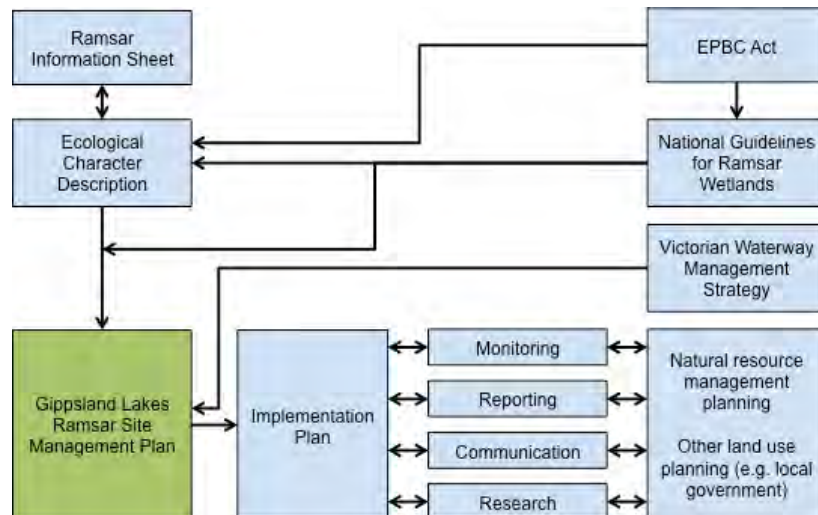 Ramsar
Information Sheet
EPBC Act
Ecological
Character
Description
National Guidelines
for Ramsar
Wetlands
Victorian Waterway
Management
Strategy
Gippsland Lakes
Ramsar Site
Management Plan
Implementation
Plan
Monitoring
Reporting
Communication
Research
Natural resource
management
planning
Other land use
planning (e.g. local
government)